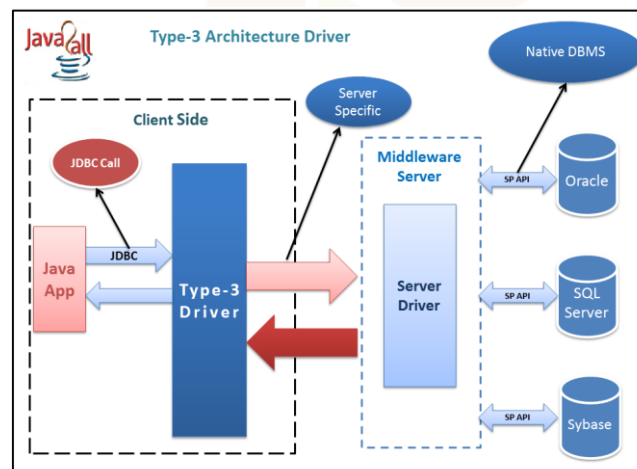 Java2all
Type-3 Architecture Driver
Native DBMS
Server
Specific
Client Side
JDBC Call
Middleware
Server
SP API
Oracle
JDBC
Java
App
Type-3
Driver
Server
Driver
SP API
SQL
Server
SP API
Sybase